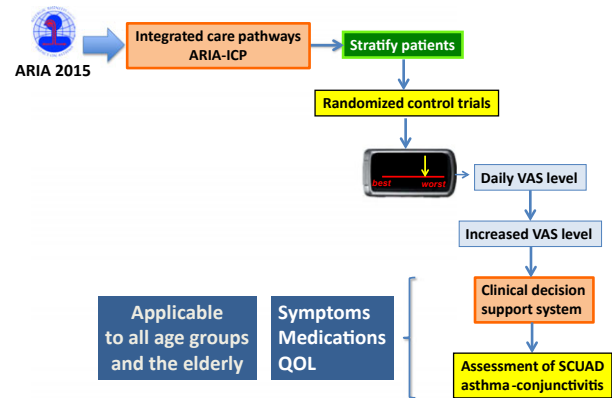 ARIA 2015
Integrated care pathways
ARIA-ICP
Stratify patients
Randomized control trials
best worst
Daily VAS level
Increased VAS level
Clinical decision
support system
Applicable
to all age groups
and the elderly
Symptoms
Medications
QOL
Assessment of SCUAD
asthma-conjunctivitis